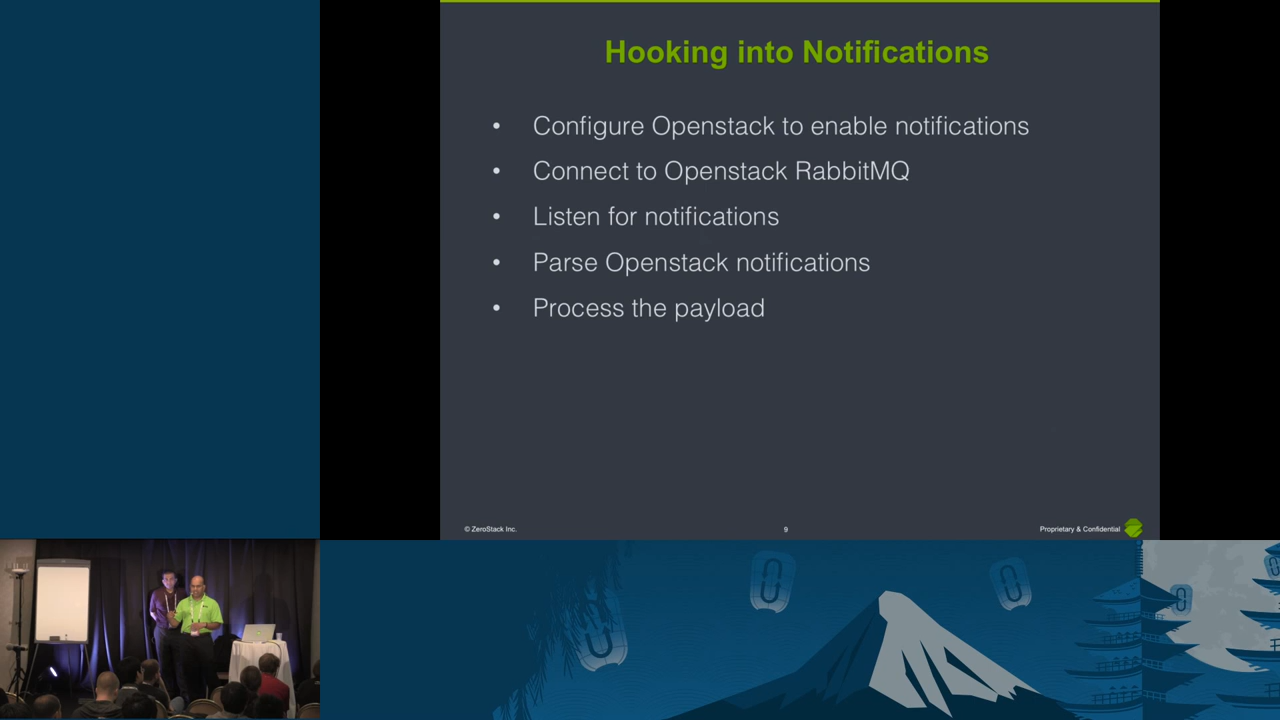 Hooking into Notifications
• Configure Openstack to enable notifications
• Connect to Openstack RabbitMQ
• Listen for notifications
• Parse Openstack notifications
• Process the payload
© ZeroStack Inc.
9
Proprietary & Confidential